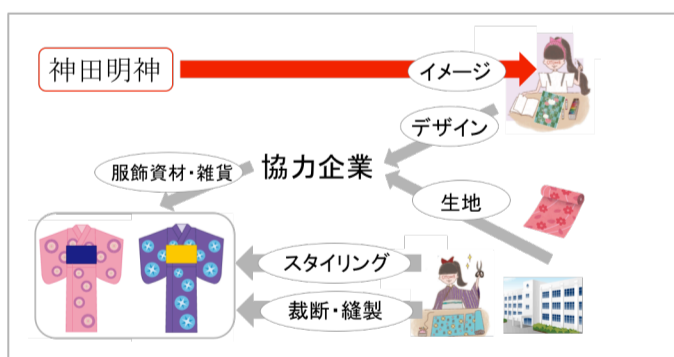 神田明神
イメージ
デザイン
協力企業
服飾資材・雑貨
生地
スタイリング
裁断・縫製